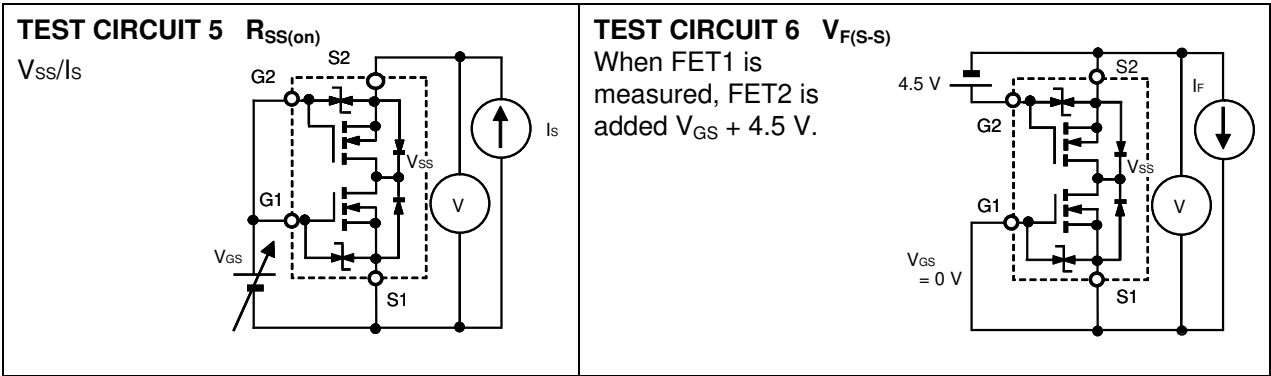 TEST CIRCUIT 5 RSS(on)
VSS/IS
G2
S2
IS
VSS
G1
V
VGS
S1
TEST CIRCUIT 6 VF(S-S)
When FET1 is
measured, FET2 is
added VGS + 4.5 V.
4.5 V
S2
IF
G2
VSS
G1
V
VGS
= 0 V
S1